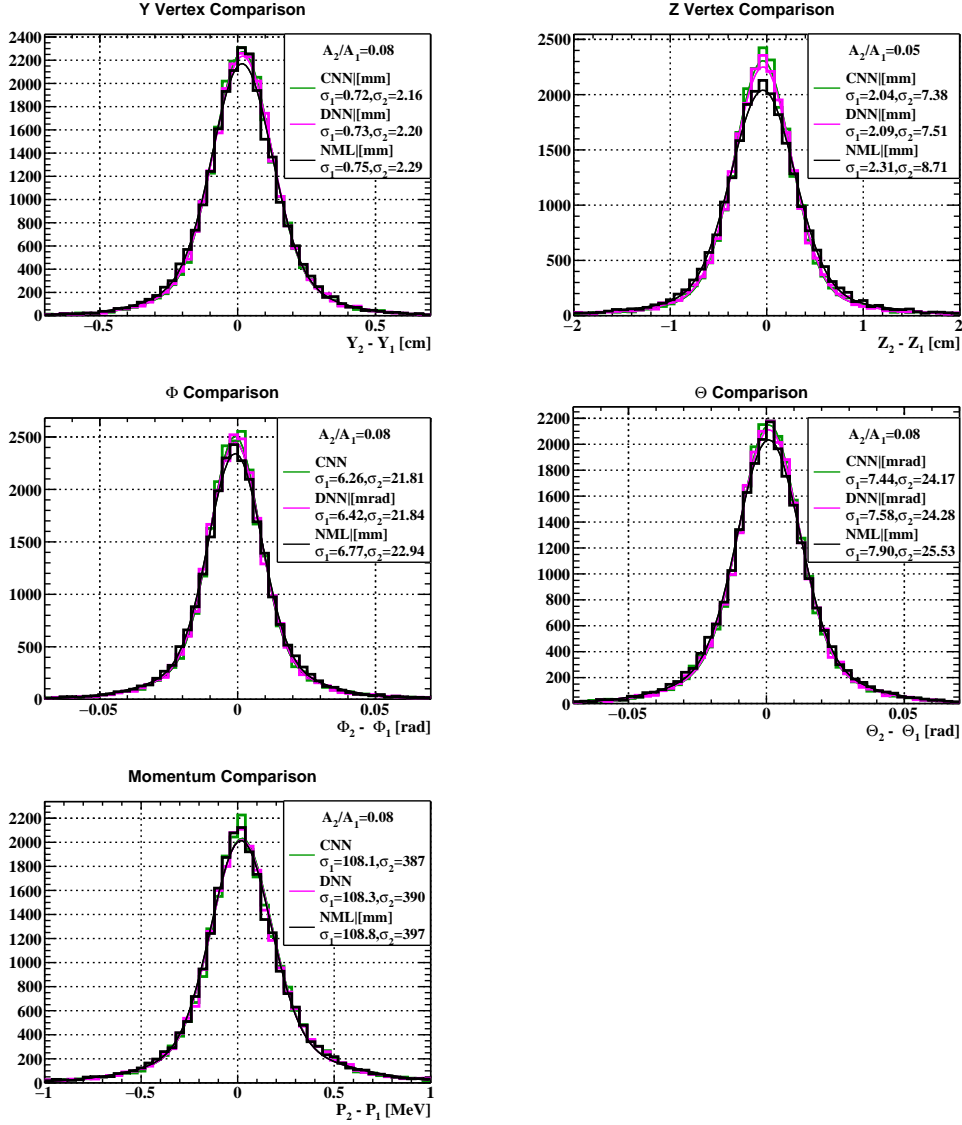 Y Vertex Comparison
2400
2200
2000
1800
1600
1400
1200
1000
800
600
400
200
0
−0.5
0
0.5
Y2 - Y1 [cm]
A2/A1=0.08
CNN|[mm]
σ1=0.72,σ2=2.16
DNN|[mm]
σ1=0.73,σ2=2.20
NML|[mm]
σ1=0.75,σ2=2.29
Z Vertex Comparison
2500
2000
1500
1000
500
0
−2
−1
0
1
2
Z2 - Z1 [cm]
A2/A1=0.05
CNN|[mm]
σ1=2.04,σ2=7.38
DNN|[mm]
σ1=2.09,σ2=7.51
NML|[mm]
σ1=2.31,σ2=8.71
Φ Comparison
2500
2000
1500
1000
500
0
−0.05
0
0.05
Φ2 - Φ1 [rad]
A2/A1=0.08
CNN
σ1=6.26,σ2=21.81
DNN|[mrad]
σ1=6.42,σ2=21.84
NML|[mm]
σ1=6.77,σ2=22.94
Θ Comparison
2200
2000
1800
1600
1400
1200
1000
800
600
400
200
0
−0.05
0
0.05
Θ2 - Θ1 [rad]
A2/A1=0.08
CNN|[mrad]
σ1=7.44,σ2=24.17
DNN|[mrad]
σ1=7.58,σ2=24.28
NML|[mm]
σ1=7.90,σ2=25.53
Momentum Comparison
2200
2000
1800
1600
1400
1200
1000
800
600
400
200
0
−1
−0.5
0
0.5
1
P2 - P1 [MeV]
A2/A1=0.08
CNN
σ1=108.1,σ2=387
DNN
σ1=108.3,σ2=390
NML|[mm]
σ1=108.8,σ2=397